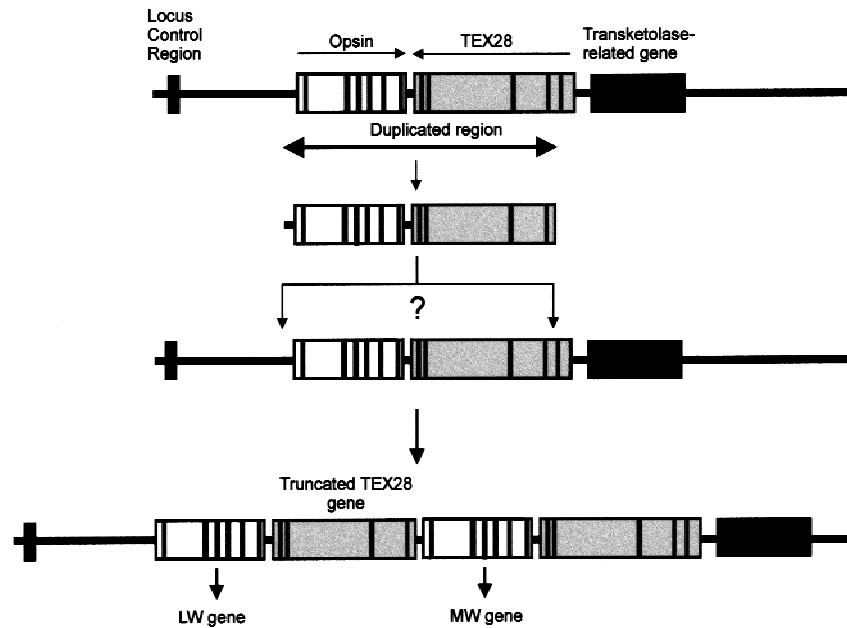 Locus
Control
Region
Opsin
TEX28
Transketolase-
related gene
Duplicated region
?
Truncated TEX28
gene
LW gene
MW gene